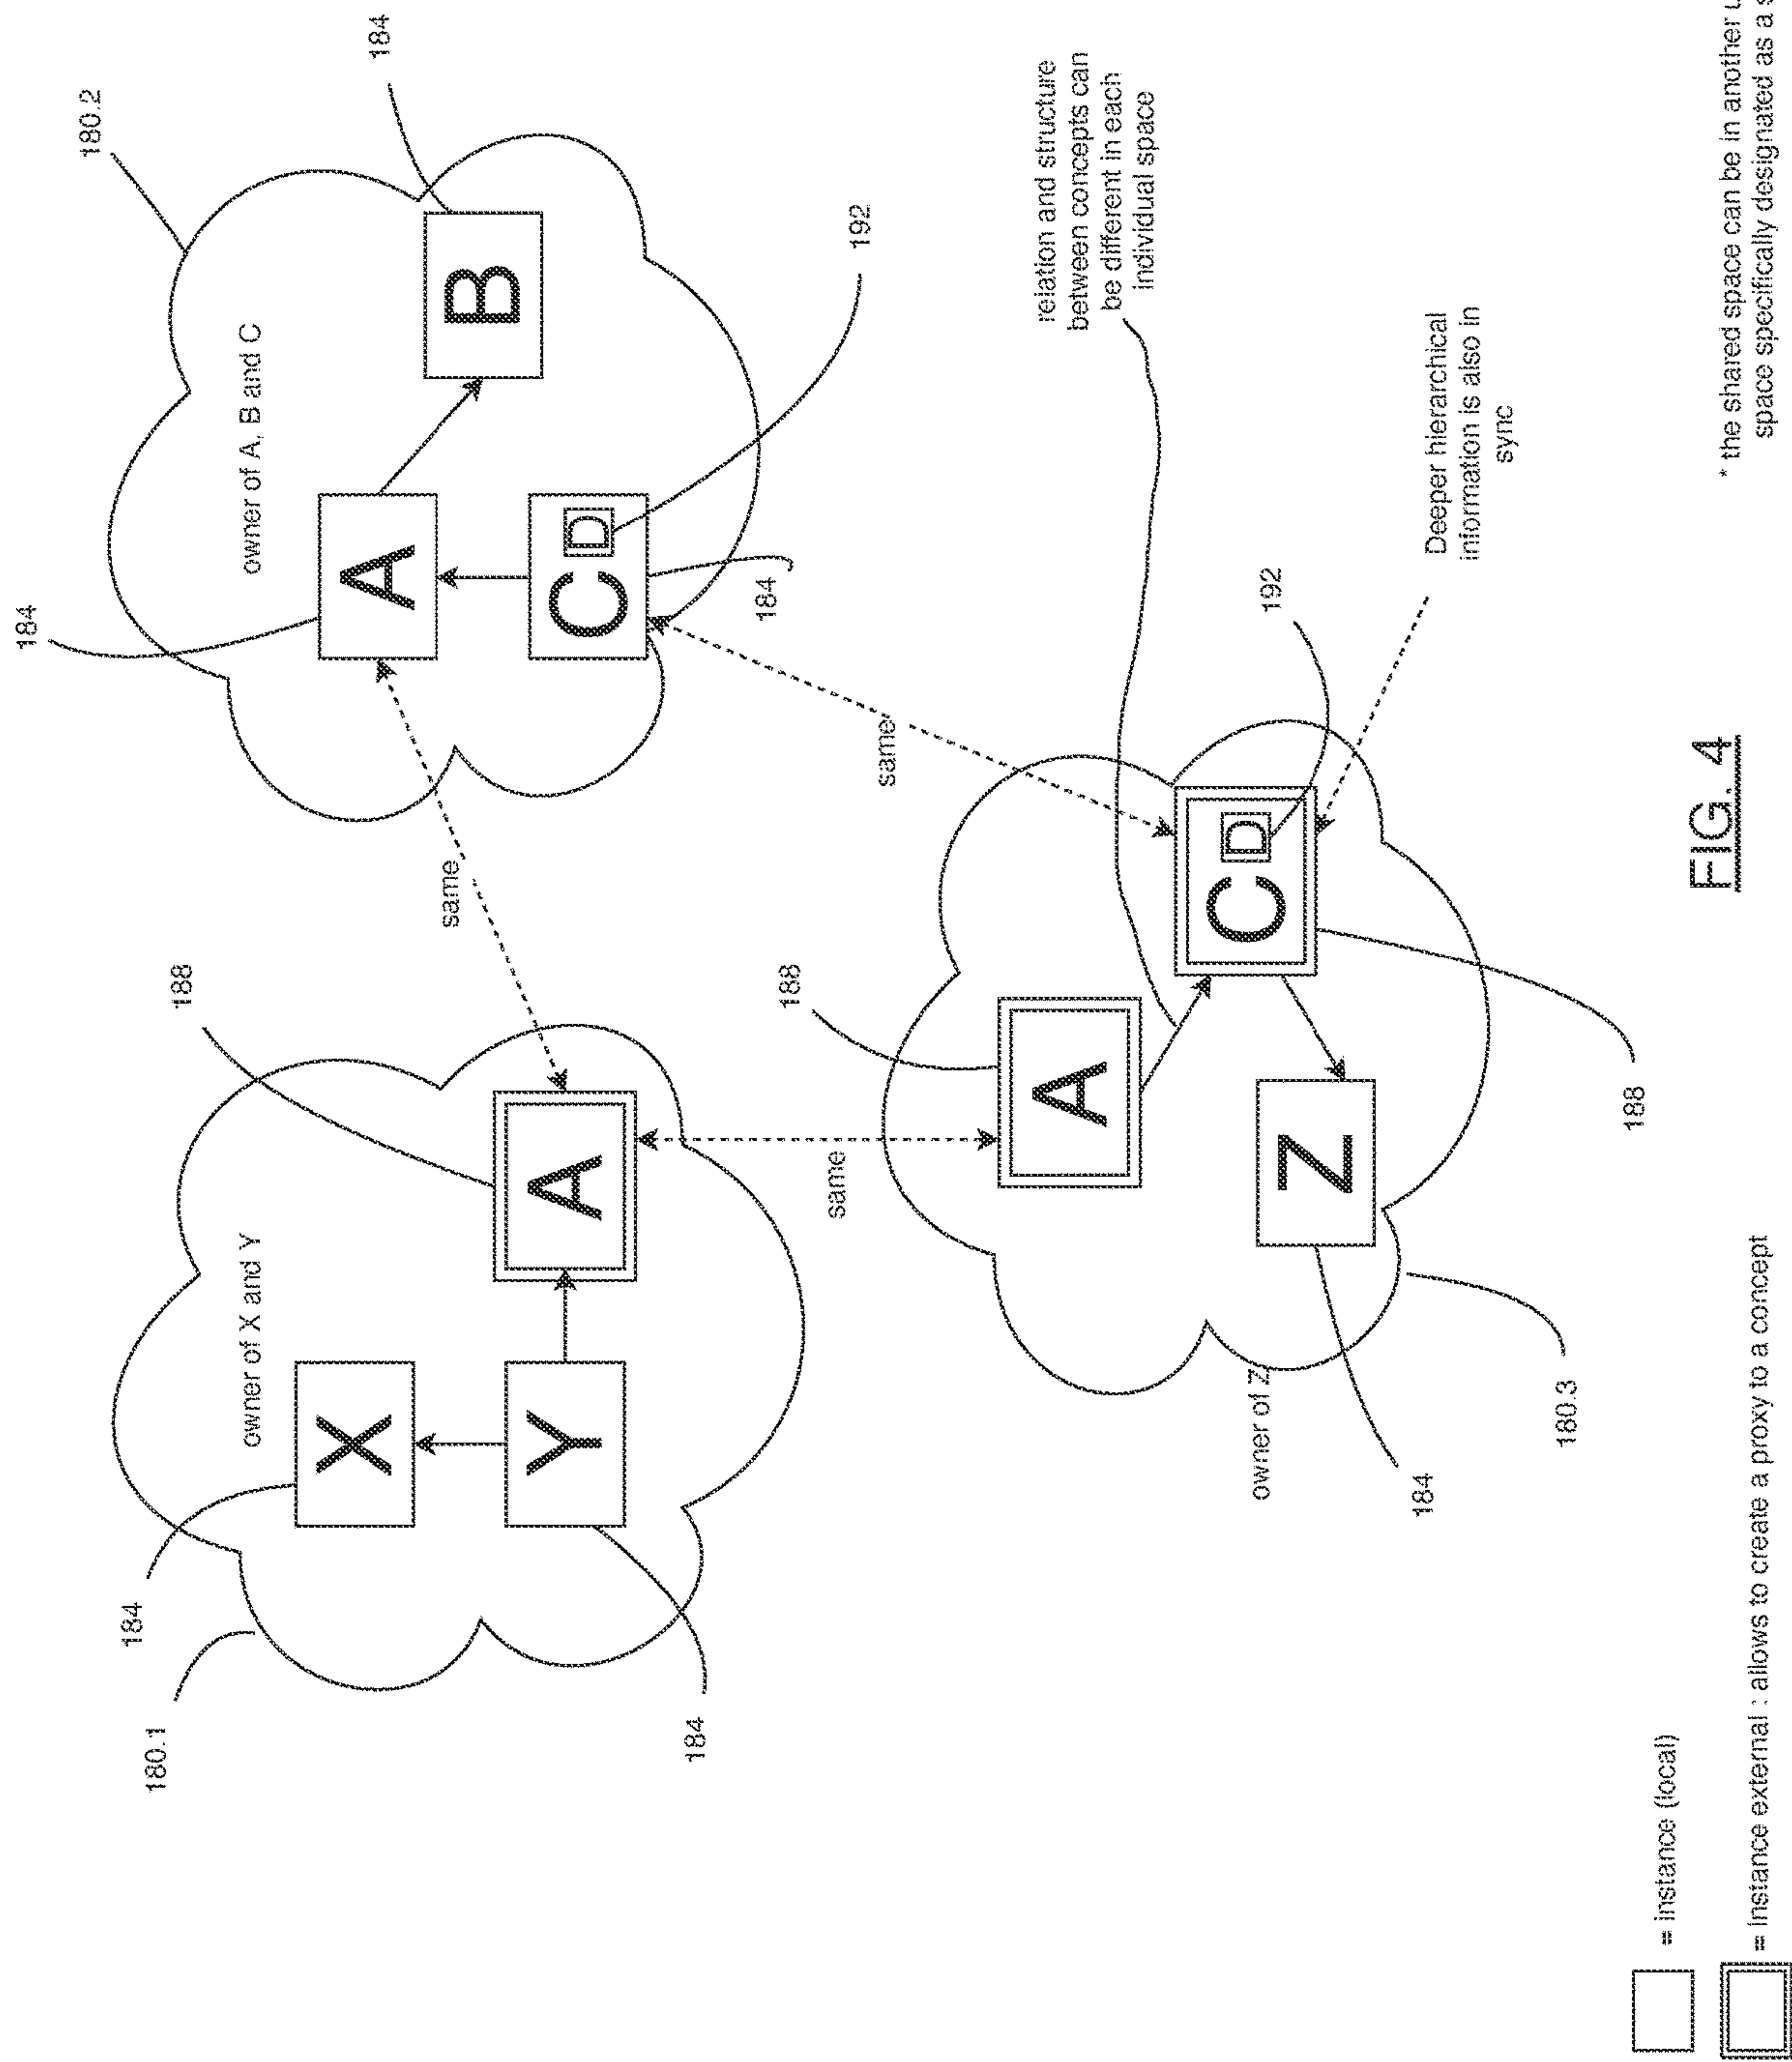 180.1
184
184
owner of X and Y
X
Y
A
188
same
180.2
184
184
owner of A, B and C
A
B
C D
184
192
same
same
188
A
C D
Z
owner of Z
184
180.3
188
192
relation and structure
between concepts can
be different in each
individual space
Deeper hierarchical
information is also in
sync
= instance (local)
= instance external : allows to create a proxy to a concept
* the shared space can be in another
space specifically designated as a
FIG. 4